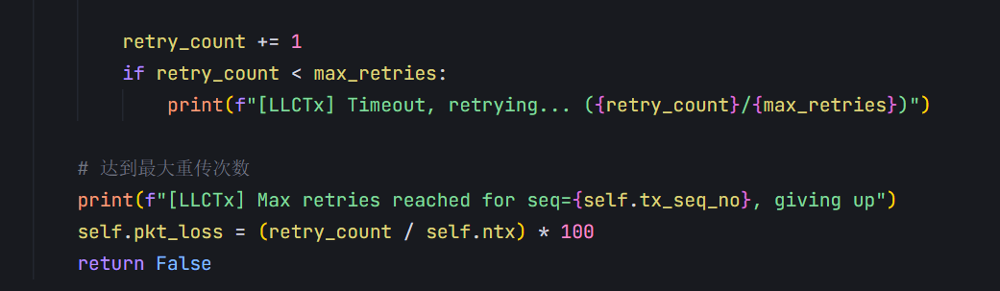 retry_count += 1
if retry_count < max_retries:
print(f"[LLCTx] Timeout, retrying... ({retry_count}/{max_retries})")
# 达到最大重传次数
print(f"[LLCTx] Max retries reached for seq={self.tx_seq_no}, giving up")
self.pkt_loss = (retry_count / self.ntx) * 100
return False